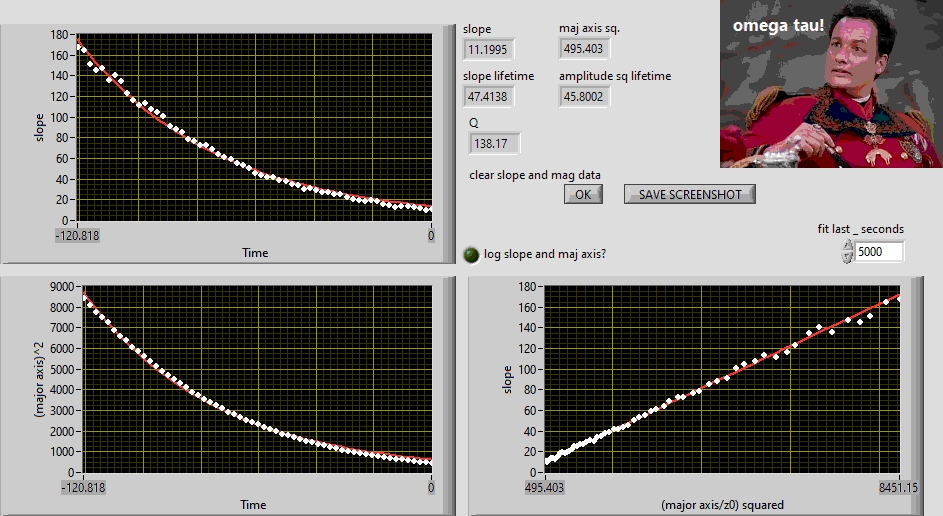 slope
180
160
140
120
100
80
60
40
20
0
-120.818
0
Time
slope
11.1995
maj axis sq.
495.403
slope lifetime
47.4138
amplitude sq lifetime
45.8002
Q
138.17
omega tau!
clear slope and mag data
OK
SAVE SCREENSHOT
fit last _ seconds
5000
log slope and maj axis?
(major axis)^2
9000
8000
7000
6000
5000
4000
3000
2000
1000
0
-120.818
0
Time
slope
180
160
140
120
100
80
60
40
20
0
495.403
8451.15
(major axis/z0) squared